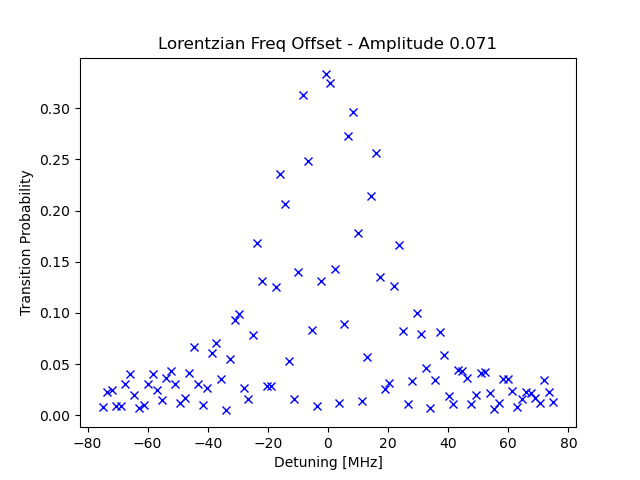 Lorentzian Freq Offset - Amplitude 0.071
0.30
0.25
0.20
0.15
0.10
0.05
0.00
Transition Probability
−80 −60 −40 −20 0 20 40 60 80
Detuning [MHz]